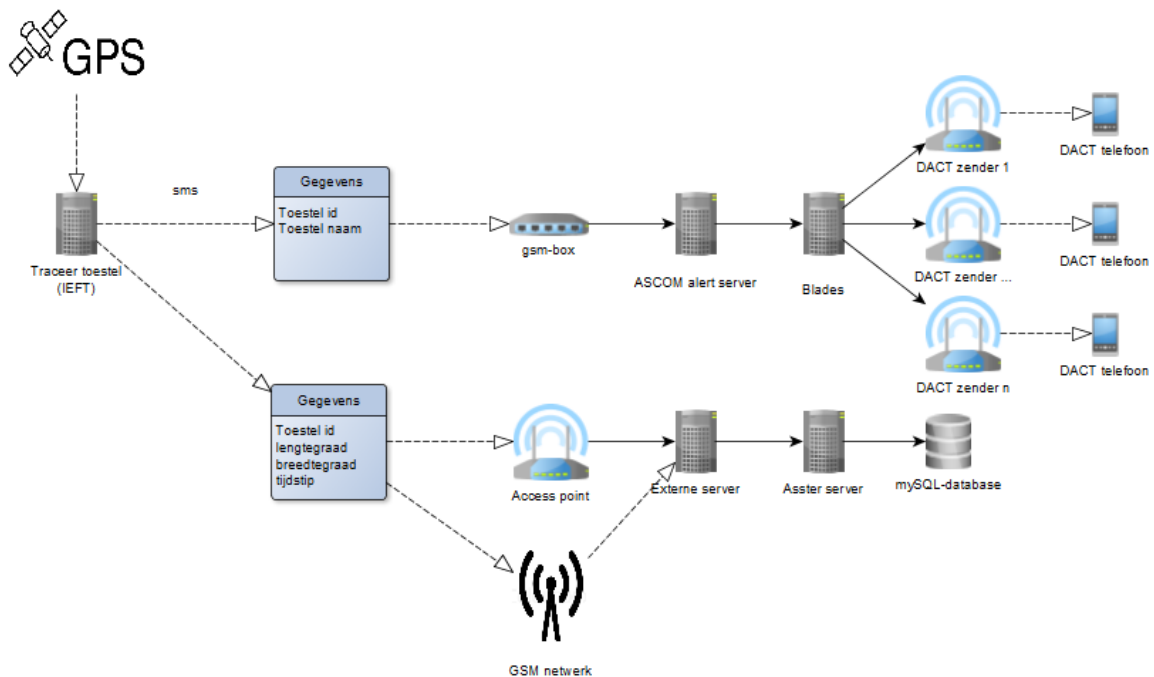 GPS
sms
Traceer toestel
(IEFT)
Gegevens
Toestel id
Toestel naam
gsm-box
ASCOM alert server
Blades
DACT zender 1
DACT telefoon
DACT zender ...
DACT telefoon
DACT zender n
DACT telefoon
Gegevens
Toestel id
lengtegraad
breedtegraad
tijdstip
Access point
Externe server
Asster server
mySQL-database
GSM netwerk